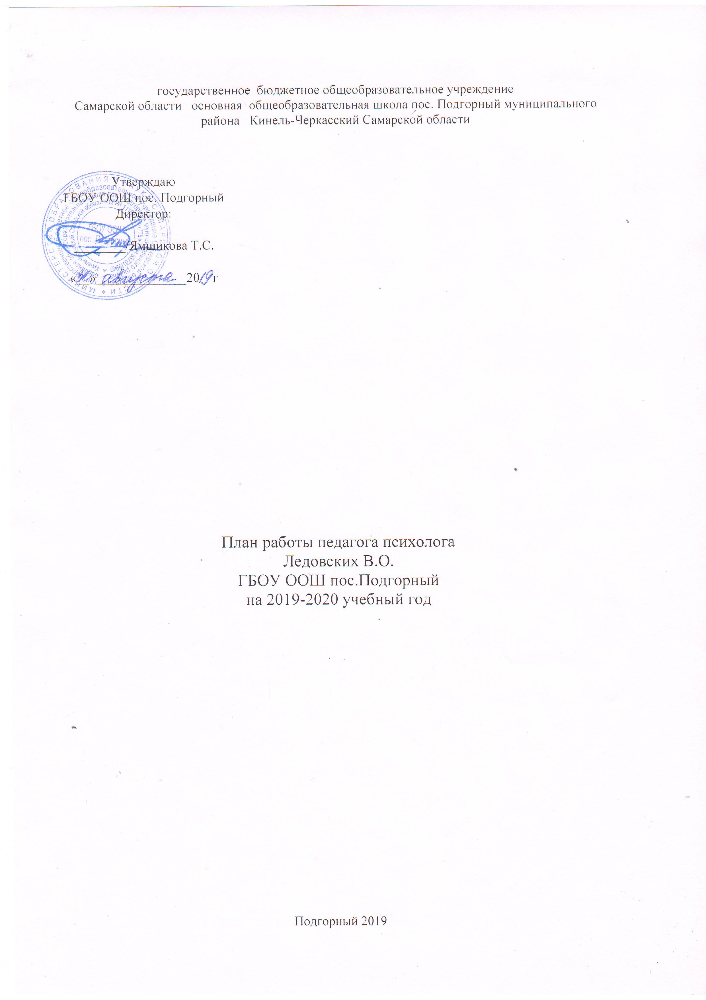 государственное бюджетное общеобразовательное учреждение
Самарской области основная общеобразовательная школа пос. Подгорный муниципального
района Кинель-Черкасский Самарской области
Утверждаю
ГБОУ ООШ пос. Подгорный
Директор:
________/Ямщикова Т.С.
« » августа 2019г
План работы педагога психолога
Ледовских В.О.
ГБОУ ООШ пос.Подгорный
на 2019-2020 учебный год
Подгорный 2019